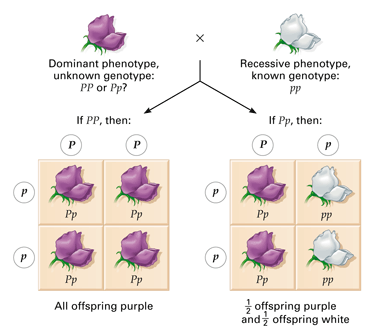 ×
Dominant phenotype,
unknown genotype:
PP or Pp?
Recessive phenotype,
known genotype:
pp
If PP, then:
P P
p
Pp Pp
p
Pp Pp
All offspring purple
If Pp, then:
P p
p
Pp pp
p
Pp pp
1/2 offspring purple
and 1/2 offspring white